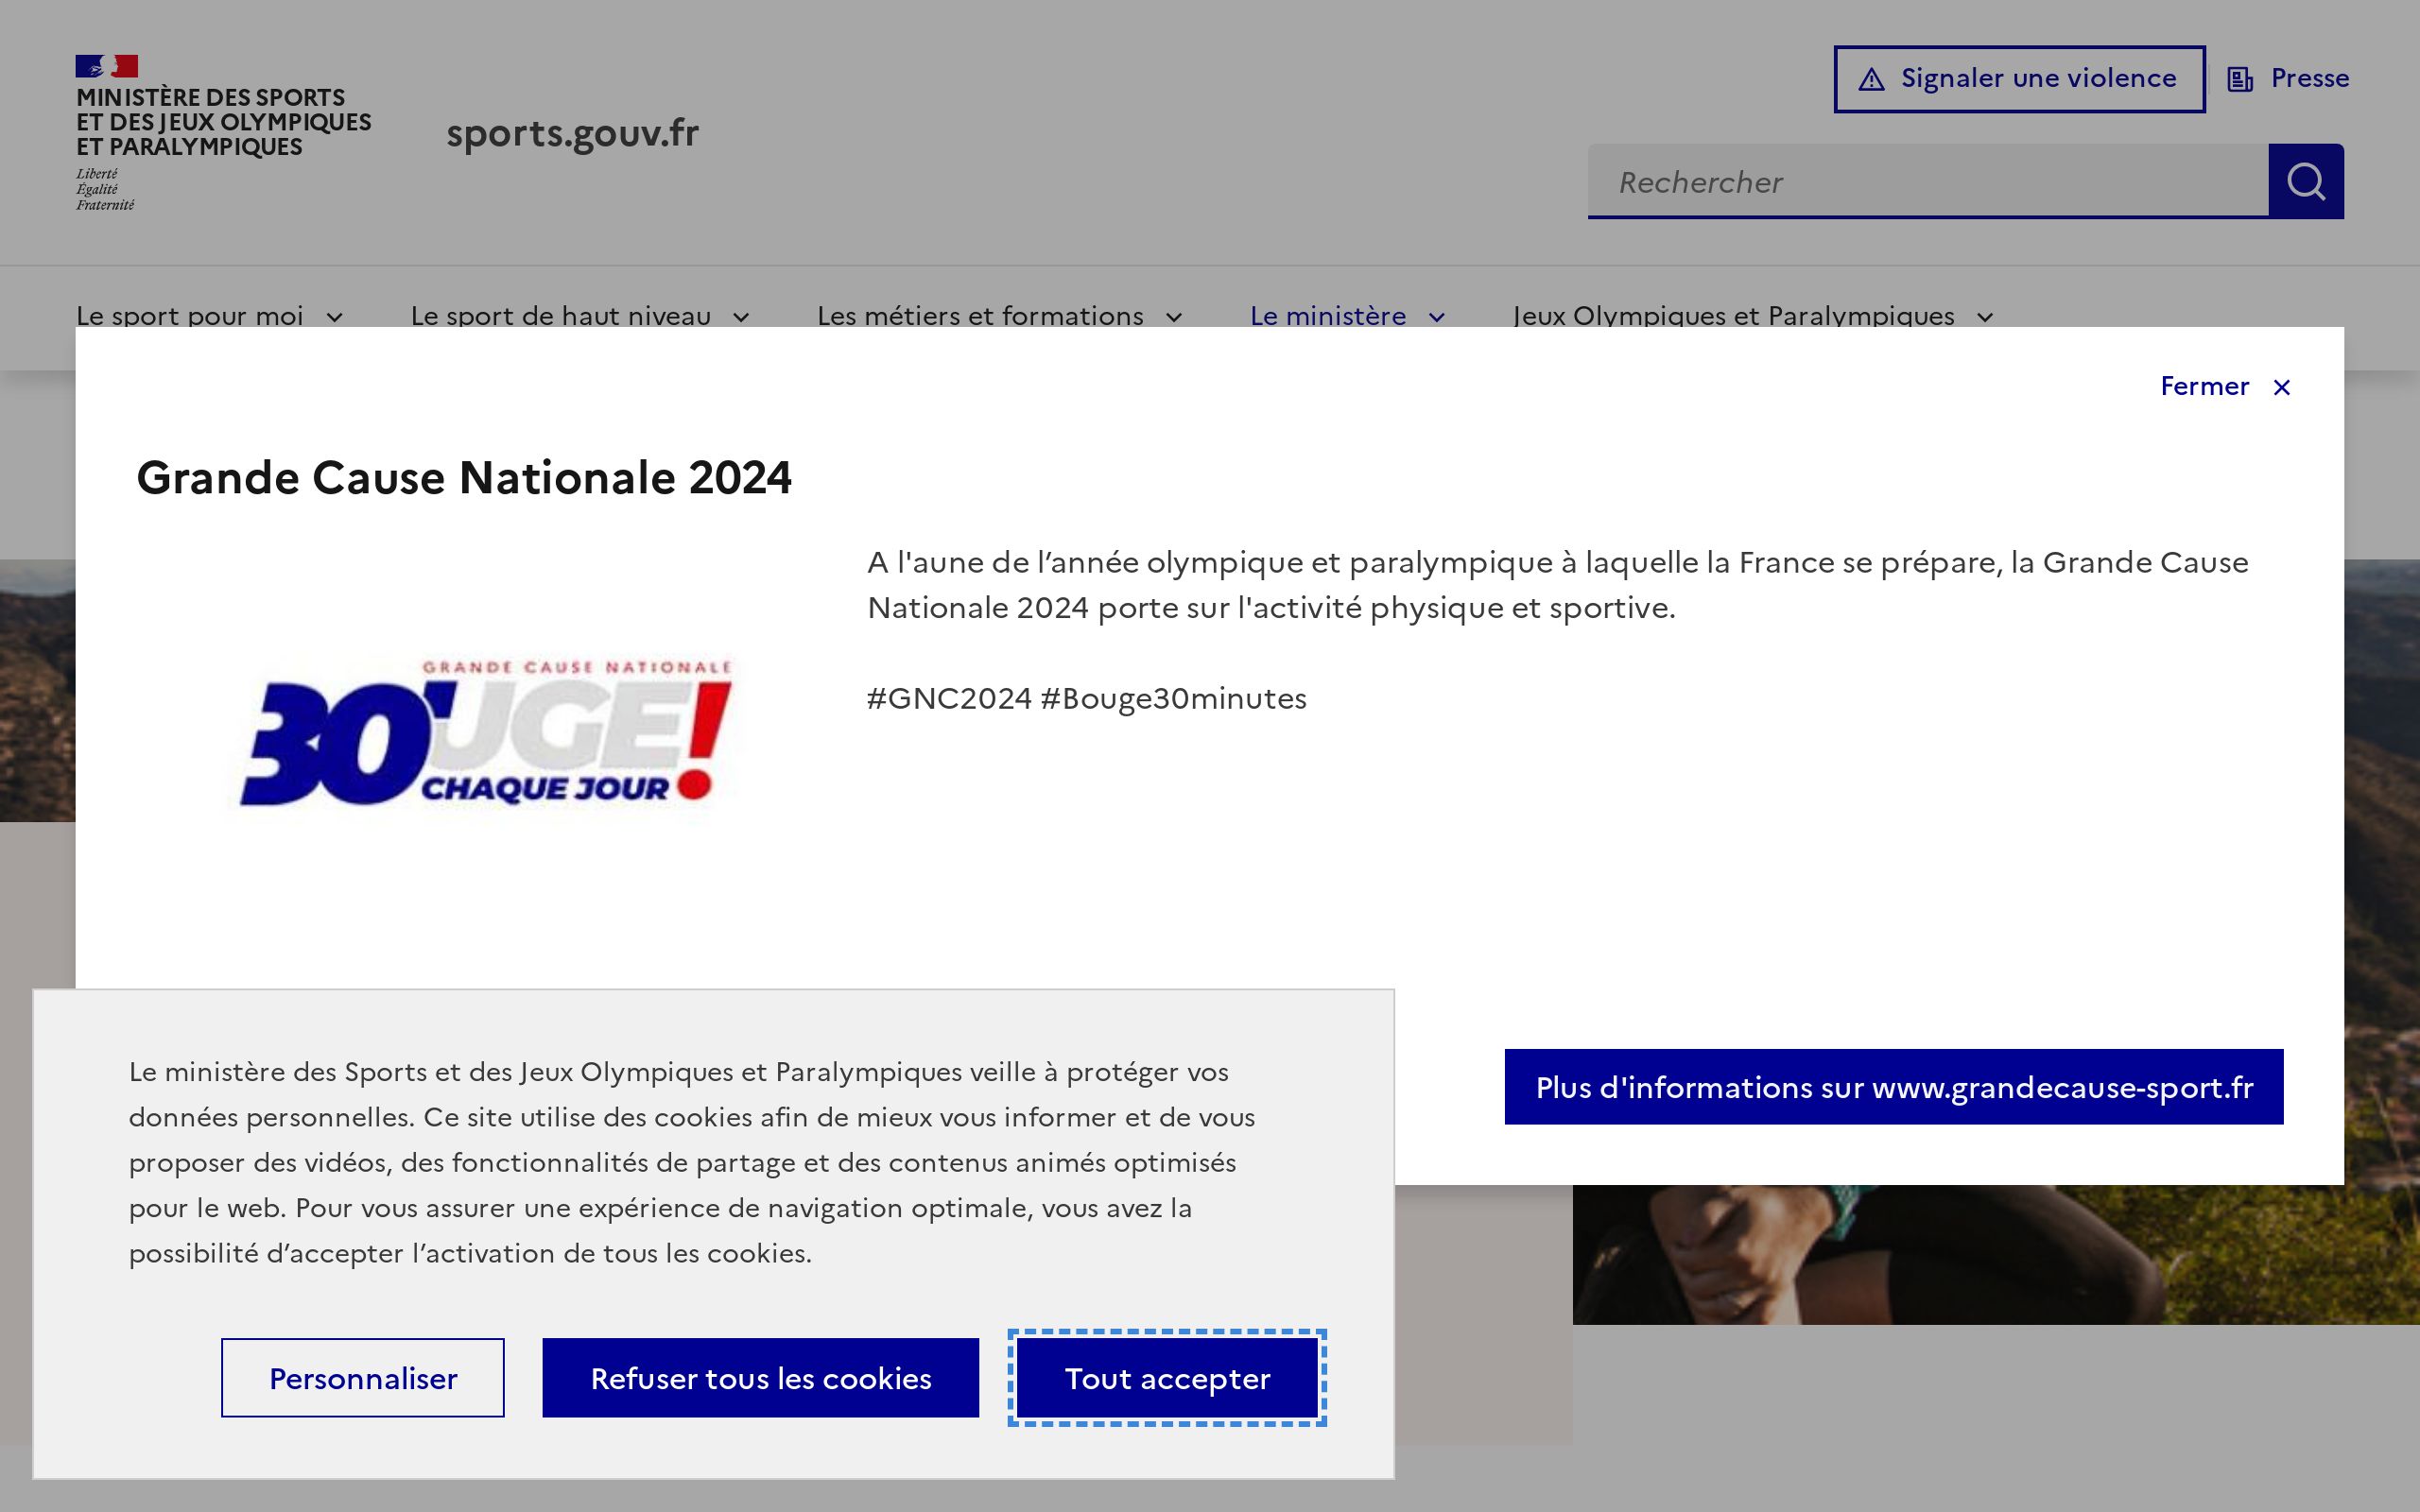 MINISTÈRE DES SPORTS
ET DES JEUX OLYMPIQUES
ET PARALYMPIQUES
Liberté
Égalité
Fraternité
sports.gouv.fr
Signaler une violence
Presse
Rechercher
Le sport pour moi
Le sport de haut niveau
Les métiers et formations
Le ministère
Jeux Olympiques et Paralympiques
Fermer
Grande Cause Nationale 2024
GRANDE CAUSE NATIONALE
30'UGE!
CHAQUE JOUR
A l'aune de l’année olympique et paralympique à laquelle la France se prépare, la Grande Cause
Nationale 2024 porte sur l'activité physique et sportive.
#GNC2024 #Bouge30minutes
Plus d'informations sur www.grandecause-sport.fr
Le ministère des Sports et des Jeux Olympiques et Paralympiques veille à protéger vos
données personnelles. Ce site utilise des cookies afin de mieux vous informer et de vous
proposer des vidéos, des fonctionnalités de partage et des contenus animés optimisés
pour le web. Pour vous assurer une expérience de navigation optimale, vous avez la
possibilité d’accepter l’activation de tous les cookies.
Personnaliser
Refuser tous les cookies
Tout accepter